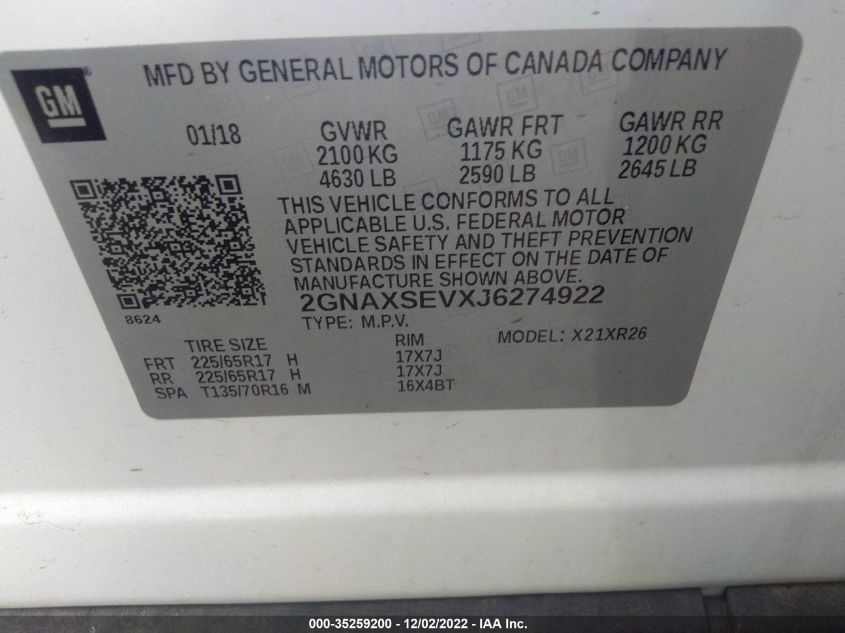 GM
MFD BY GENERAL MOTORS OF CANADA COMPANY
01/18 GVWR GAWR FRT GAWR RR
2100 KG 1175 KG 1200 KG
4630 LB 2590 LB 2645 LB
THIS VEHICLE CONFORMS TO ALL
APPLICABLE U.S. FEDERAL MOTOR
VEHICLE SAFETY AND THEFT PREVENTION
STANDARDS IN EFFECT ON THE DATE OF
MANUFACTURE SHOWN ABOVE.
2GNAXSEVXJ6274922
8624
TYPE: M.P.V. MODEL: X21XR26
TIRE SIZE RIM
FRT 225/65R17 H 17X7J
RR 225/65R17 H 17X7J
SPA T135/70R16 M 16X4BT
000-35259200 - 12/02/2022 - IAA Inc.